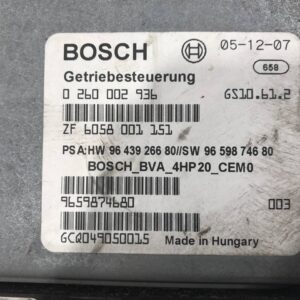 BOSCH 05-12-07
658
Getriebesteuerung
0 260 002 936 GS10.61.2
ZF 6058 001 151
PSA:HW 96 439 266 80//SW 96 598 746 80
BOSCH_BVA_4HP20_CEM0
9659874680 003
GCQ049050015 Made in Hungary